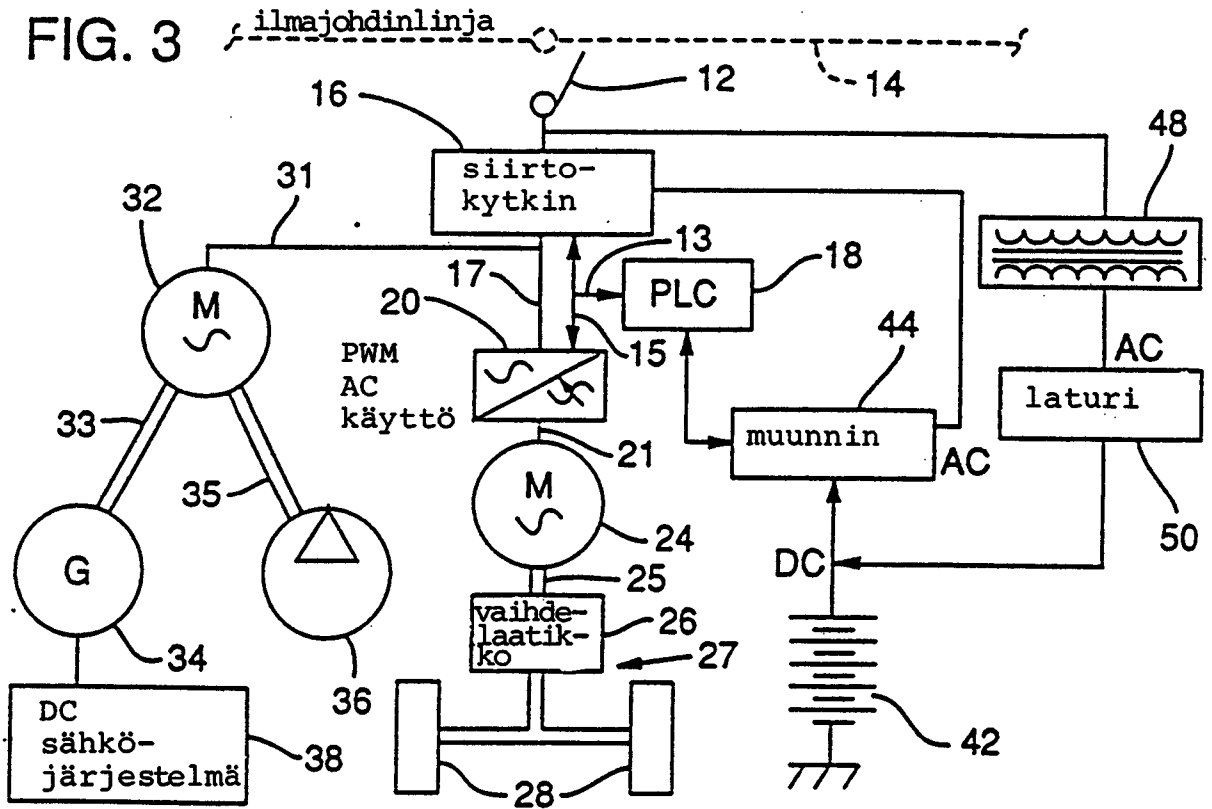 FIG. 3
ilmajohdinlinja
12
14
16
48
siirto-
kytkin
31
32
13
18
17
PLC
20
M
15
44
PWM
AC
käyttö
AC
laturi
33
muunnin
21
AC
35
M
24
50
G
DC
25
vaihde-
laatik-
ko
26
27
34
36
DC
sähkö-
järjestelmä
38
42
28